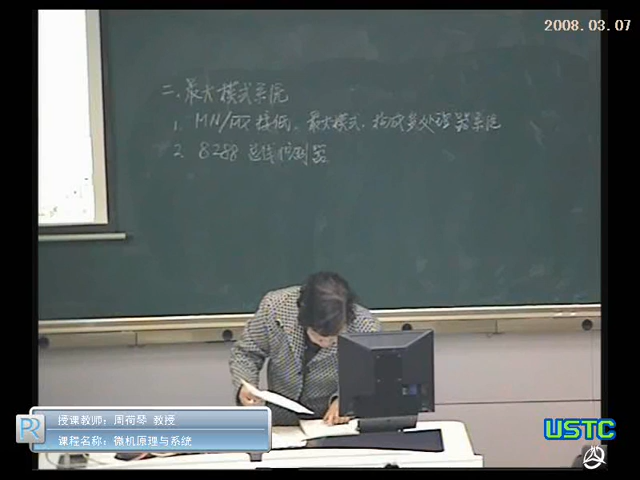 2008.03.07
二、最大模式系统
1. MN/MX 接低、最大模式、构成多处理器系统
2. 8288 总线控制器
授课教师：周荷琴 教授
课程名称：微机原理与系统
USTC